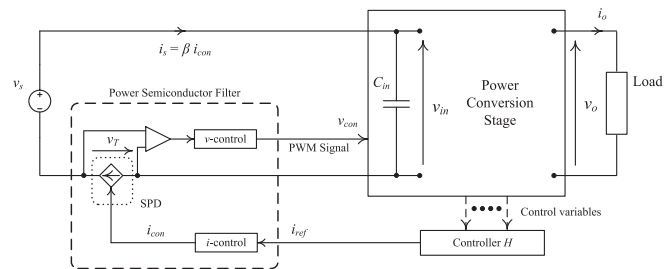 i_o
i_s = β i_con
v_s
Power Semiconductor Filter
C_in
v_in
Power
Conversion
Stage
v_o
Load
v_con
v_T
v-control
PWM Signal
SPD
Control variables
i_con
i-control
i_ref
Controller H